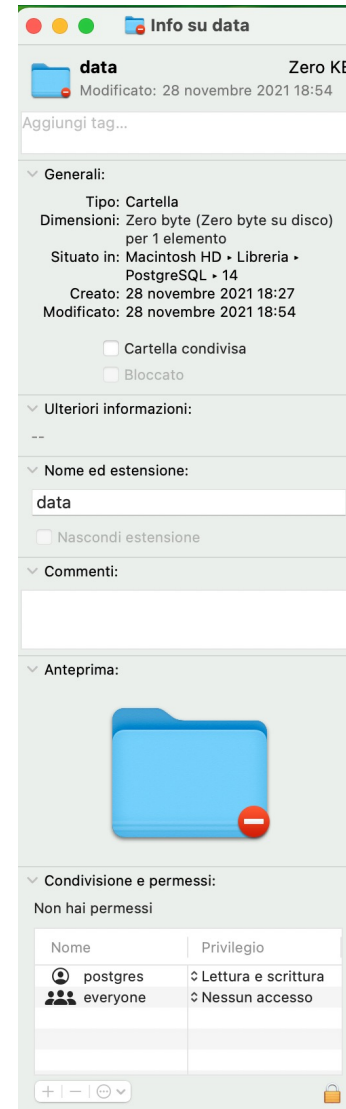 Info su data
data Zero KB
Modificato: 28 novembre 2021 18:54
Aggiungi tag...
Generali:
Tipo: Cartella
Dimensioni: Zero byte (Zero byte su disco)
per 1 elemento
Situato in: Macintosh HD ▸ Libreria ▸
PostgreSQL ▸ 14
Creato: 28 novembre 2021 18:27
Modificato: 28 novembre 2021 18:54
Cartella condivisa
Bloccato
Ulteriori informazioni:
--
Nome ed estensione:
data
Nascondi estensione
Commenti:
Anteprima:
Condivisione e permessi:
Non hai permessi
Nome Privilegio
postgres Lettura e scrittura
everyone Nessun accesso